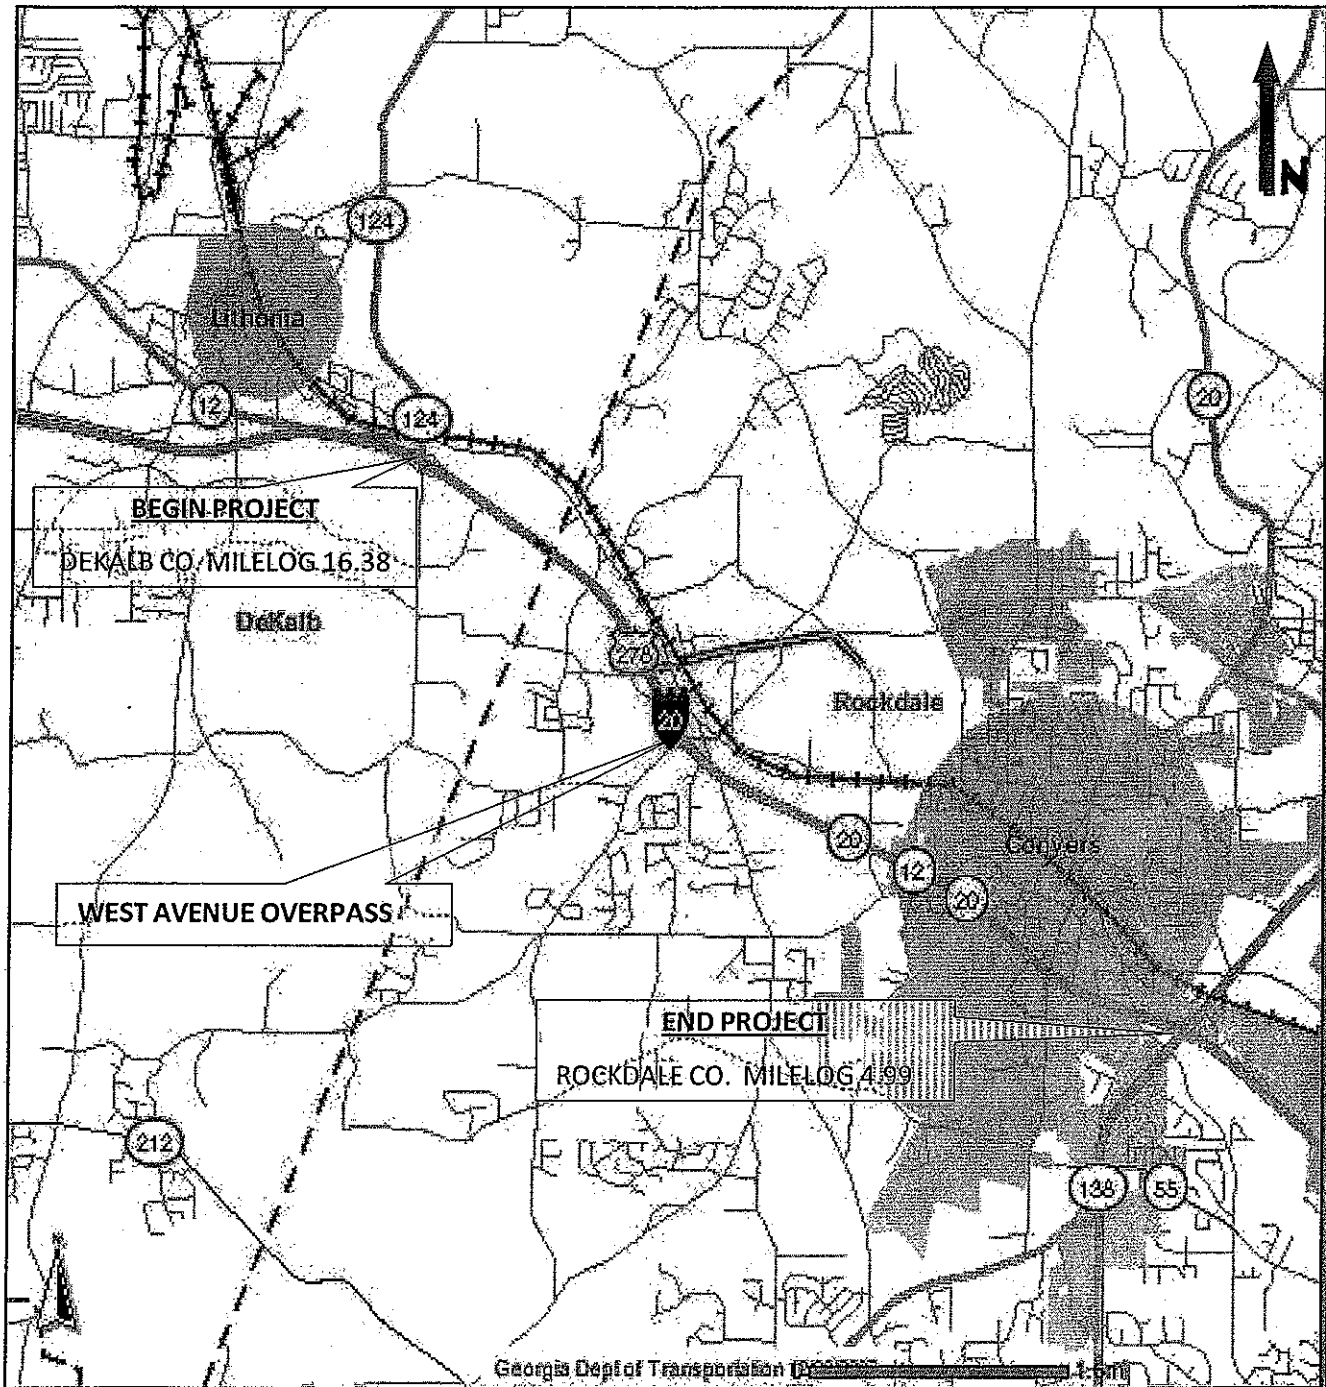 N
124
Lithonia
12
124
20
BEGIN PROJECT
DEKALB CO. MILELOG 16.38
DeKalb
278
20
Rockdale
20
Conyers
12
20
WEST AVENUE OVERPASS
END PROJECT
ROCKDALE CO. MILELOG 4.99
212
138
55
Georgia Dept of Transportation